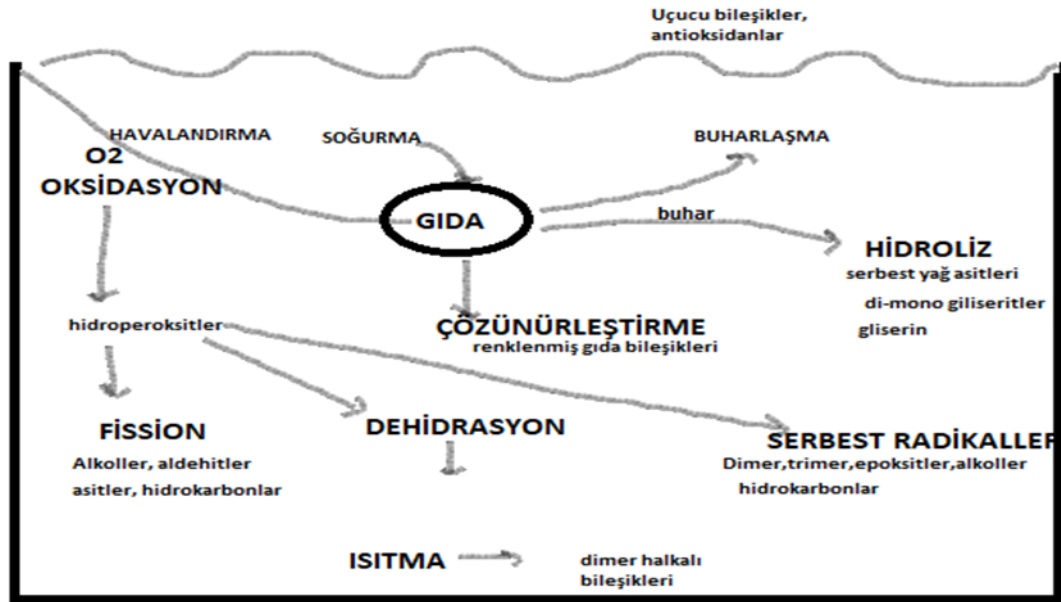 Uçucu bileşikler,
antioksidanlar
HAVALANDIRMA
SOĞURMA
BUHARLAŞMA
O2
OKSİDASYON
GIDA
buhar
HİDROLİZ
serbest yağ asitleri
di-mono giliseritler
gliserin
hidroperoksitler
ÇÖZÜNÜRLEŞTİRME
renklenmiş gıda bileşikleri
FİSSİON
Alkoller, aldehitler
asitler, hidrokarbonlar
DEHİDRASYON
SERBEST RADİKALLER
Dimer,trimer,epoksitler,alkoller
hidrokarbonlar
ISITMA
dimer halkalı
bileşikleri